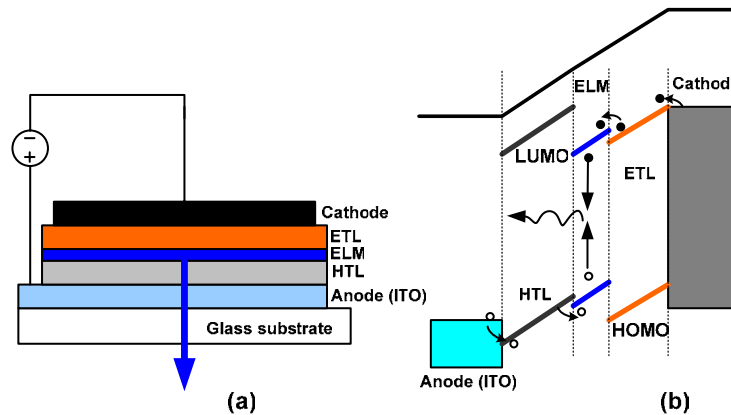 −
+
Cathode
ETL
ELM
HTL
Anode (ITO)
Glass substrate
(a)
ELM
Cathod
LUMO
ETL
HTL
HOMO
Anode (ITO)
(b)